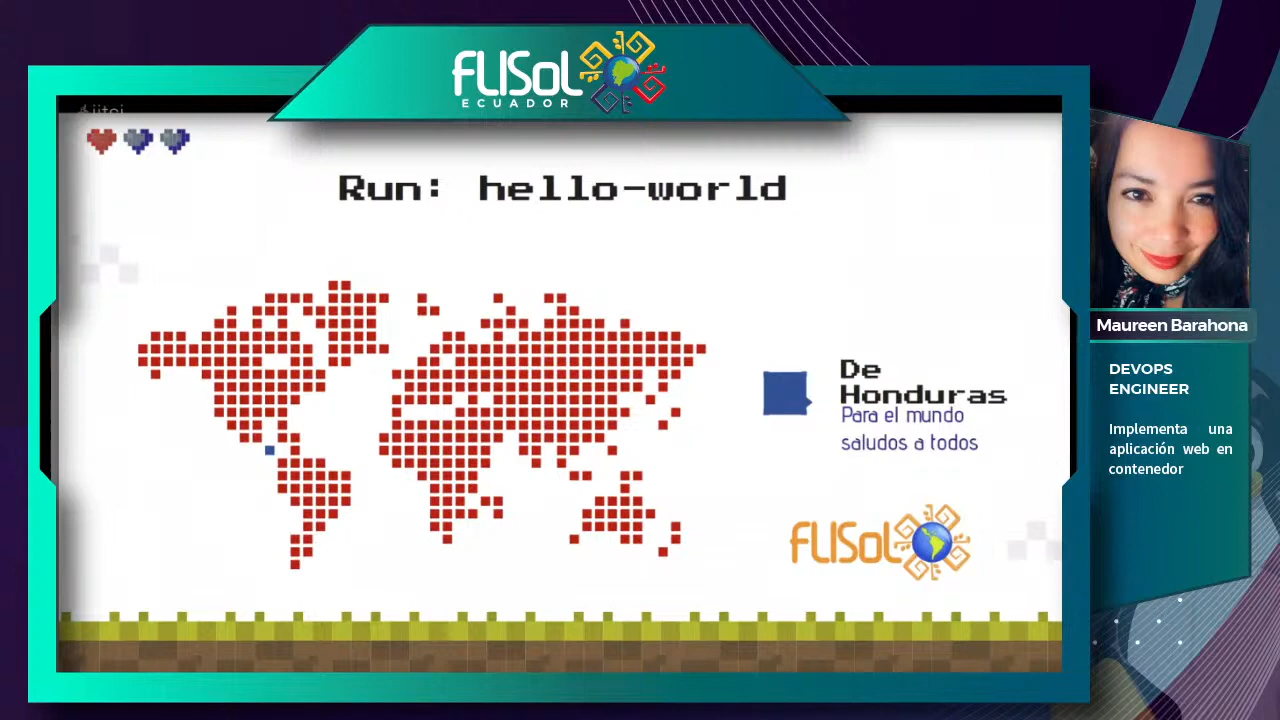 FLISoL
ECUADOR
jitsi
Run: hello-world
De
Honduras
Para el mundo
saludos a todos
FLISoL
Maureen Barahona
DEVOPS
ENGINEER
Implementa una
aplicación web en
contenedor